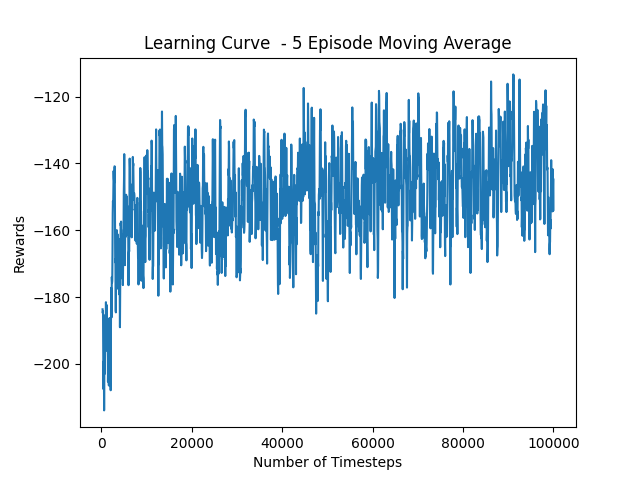 Learning Curve  - 5 Episode Moving Average
Rewards
−120
−140
−160
−180
−200
0 20000 40000 60000 80000 100000
Number of Timesteps